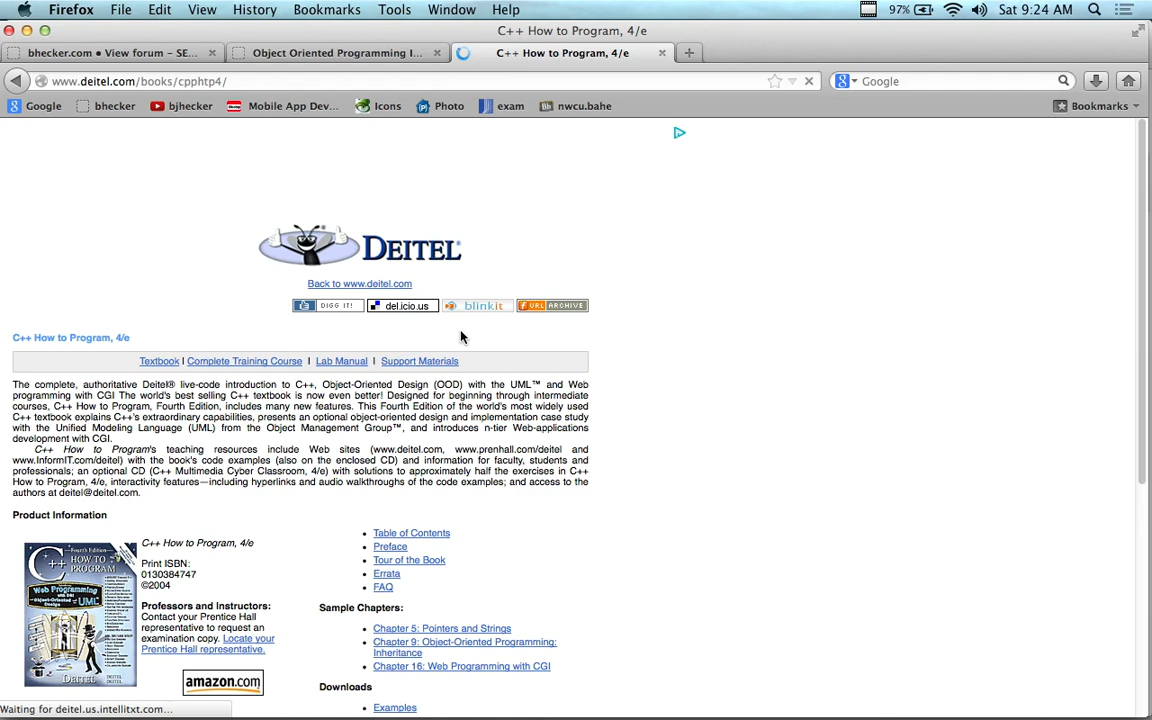 Firefox File Edit View History Bookmarks Tools Window Help 97% Sat 9:24 AM
C++ How to Program, 4/e
bhecker.com • View forum – SE... Object Oriented Programming I... C++ How to Program, 4/e
www.deitel.com/books/cpphtp4/ Google
Google bhecker bjhecker Mobile App Dev... Icons Photo exam nwcu.bahe Bookmarks
DEITEL
Back to www.deitel.com
DIGG IT! del.icio.us blinkit URL ARCHIVE
C++ How to Program, 4/e
Textbook | Complete Training Course | Lab Manual | Support Materials
The complete, authoritative Deitel® live-code introduction to C++, Object-Oriented Design (OOD) with the UML™ and Web
programming with CGI The world's best selling C++ textbook is now even better! Designed for beginning through intermediate
courses, C++ How to Program, Fourth Edition, includes many new features. This Fourth Edition of the world's most widely used
C++ textbook explains C++'s extraordinary capabilities, presents an optional object-oriented design and implementation case study
with the Unified Modeling Language (UML) from the Object Management Group™, and introduces n-tier Web-applications
development with CGI.
C++ How to Program's teaching resources include Web sites (www.deitel.com, www.prenhall.com/deitel and
www.InformIT.com/deitel) with the book's code examples (also on the enclosed CD) and information for faculty, students and
professionals; an optional CD (C++ Multimedia Cyber Classroom, 4/e) with solutions to approximately half the exercises in C++
How to Program, 4/e, interactivity features—including hyperlinks and audio walkthroughs of the code examples; and access to the
authors at deitel@deitel.com.
Product Information
C++ How to Program, 4/e
Print ISBN:
0130384747
©2004
Professors and Instructors:
Contact your Prentice Hall
representative to request an
examination copy. Locate your
Prentice Hall representative.
amazon.com
Fourth Edition
C++ HOW TO
PROGRAM
Web Programming
Object-Oriented
UML
DEITEL
Table of Contents
Preface
Tour of the Book
Errata
FAQ
Sample Chapters:
Chapter 5: Pointers and Strings
Chapter 9: Object-Oriented Programming:
Inheritance
Chapter 16: Web Programming with CGI
Downloads
Examples
Waiting for deitel.us.intellitxt.com...